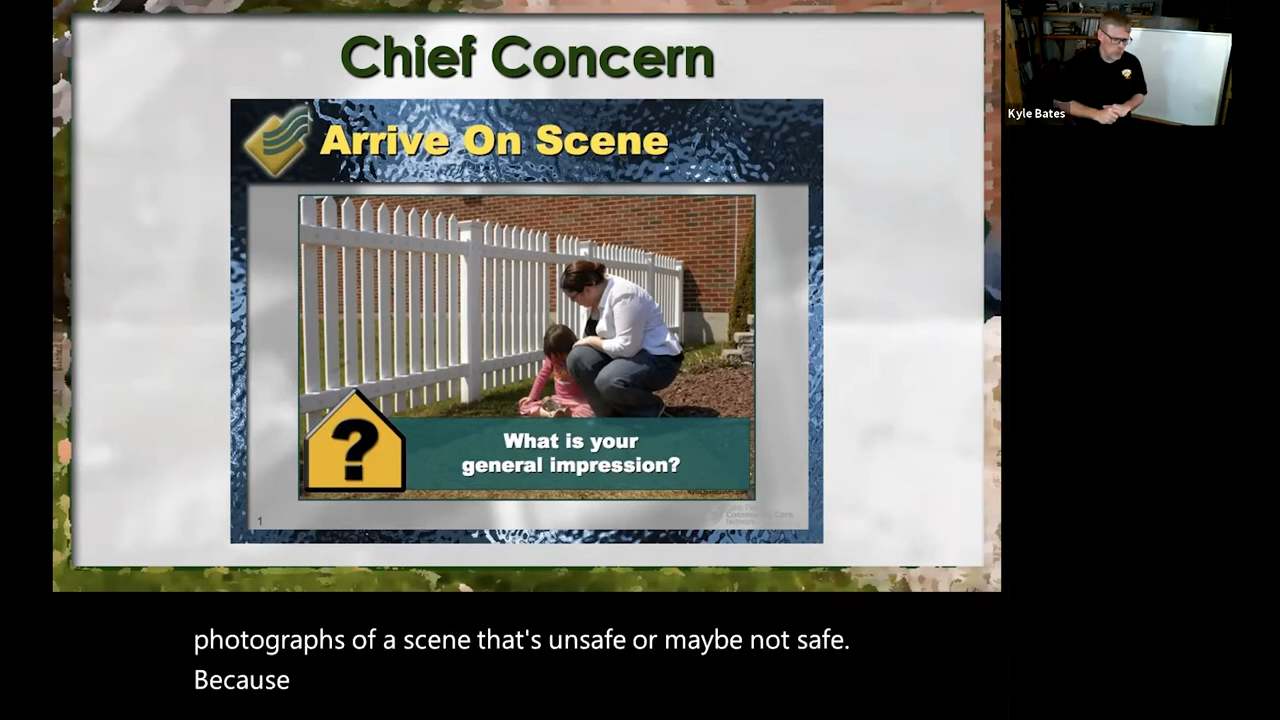 Chief Concern
Arrive On Scene
What is your
general impression?
1
Kyle Bates
photographs of a scene that's unsafe or maybe not safe.
Because